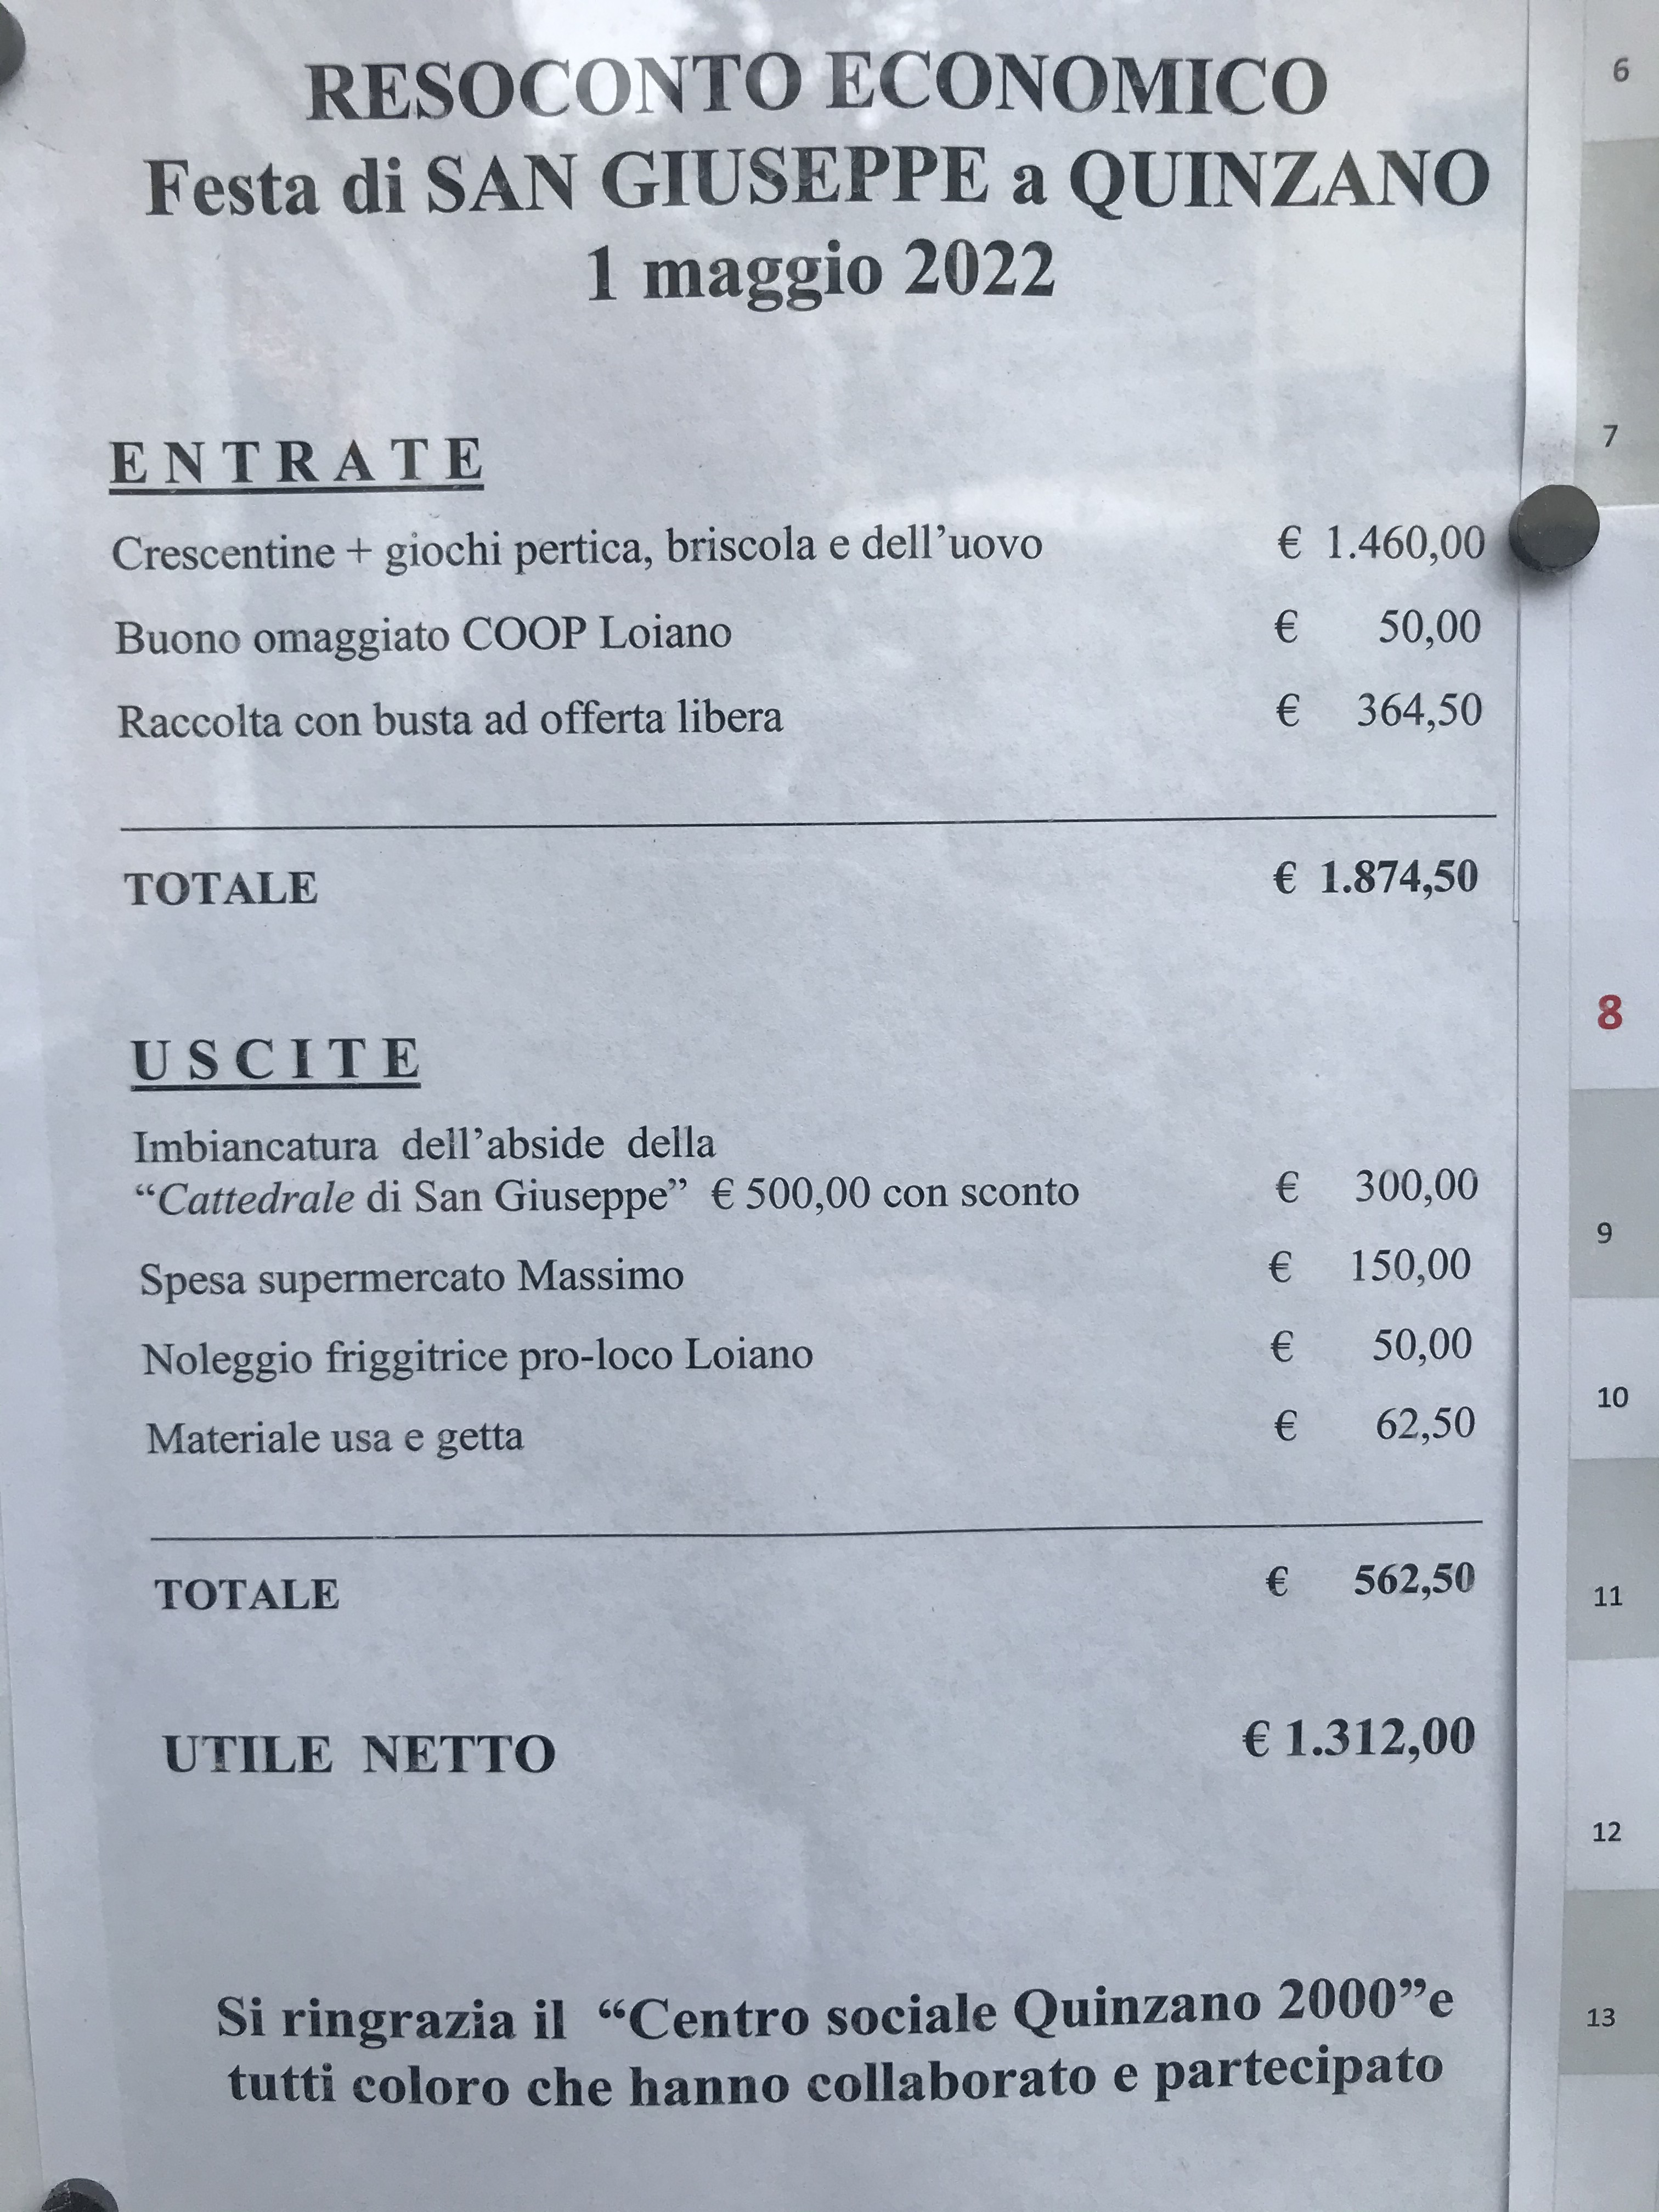 RESOCONTO ECONOMICO
Festa di SAN GIUSEPPE a QUINZANO
1 maggio 2022
ENTRATE
Crescentine + giochi pertica, briscola e dell’uovo € 1.460,00
Buono omaggiato COOP Loiano € 50,00
Raccolta con busta ad offerta libera € 364,50
TOTALE € 1.874,50
USCITE
Imbiancatura dell’abside della
“Cattedrale di San Giuseppe” € 500,00 con sconto € 300,00
Spesa supermercato Massimo € 150,00
Noleggio friggitrice pro-loco Loiano € 50,00
Materiale usa e getta € 62,50
TOTALE € 562,50
UTILE NETTO € 1.312,00
Si ringrazia il “Centro sociale Quinzano 2000”e
tutti coloro che hanno collaborato e partecipato
6
7
8
9
10
11
12
13